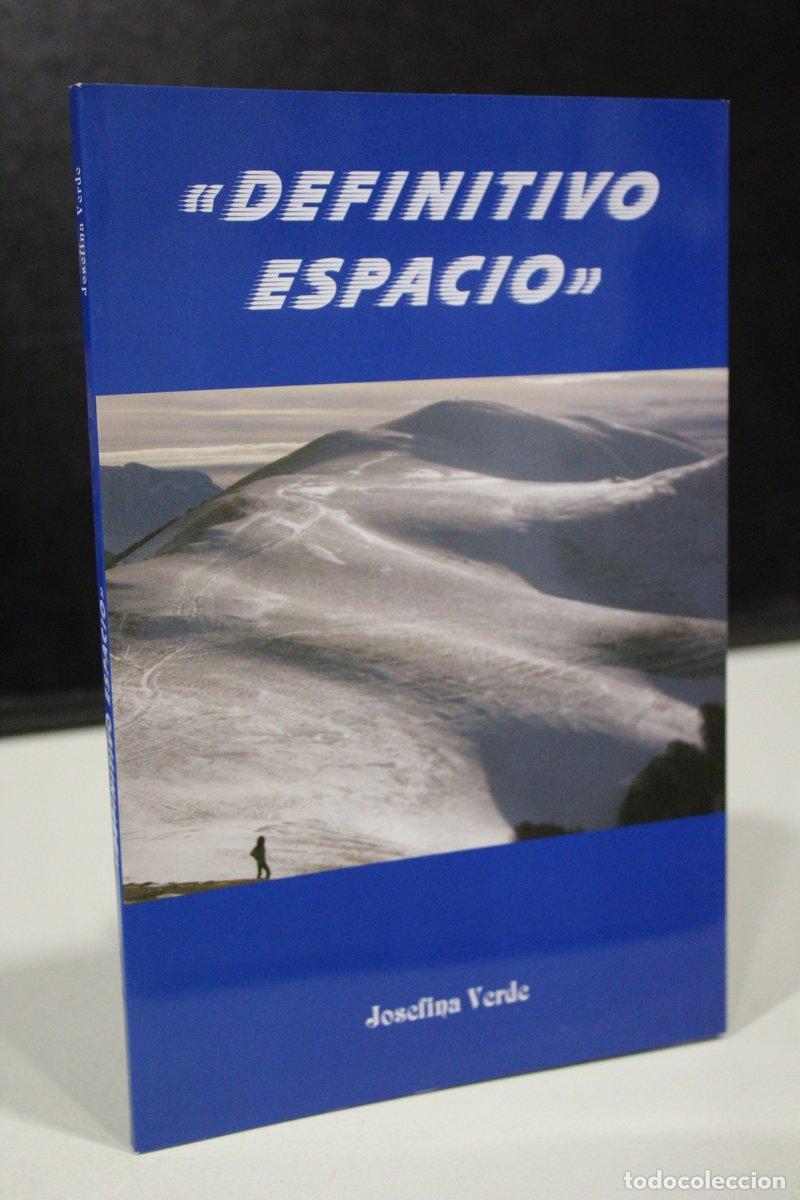 «DEFINITIVO
ESPACIO»
Josefina Verde
Josefina Verde
todocoleccion